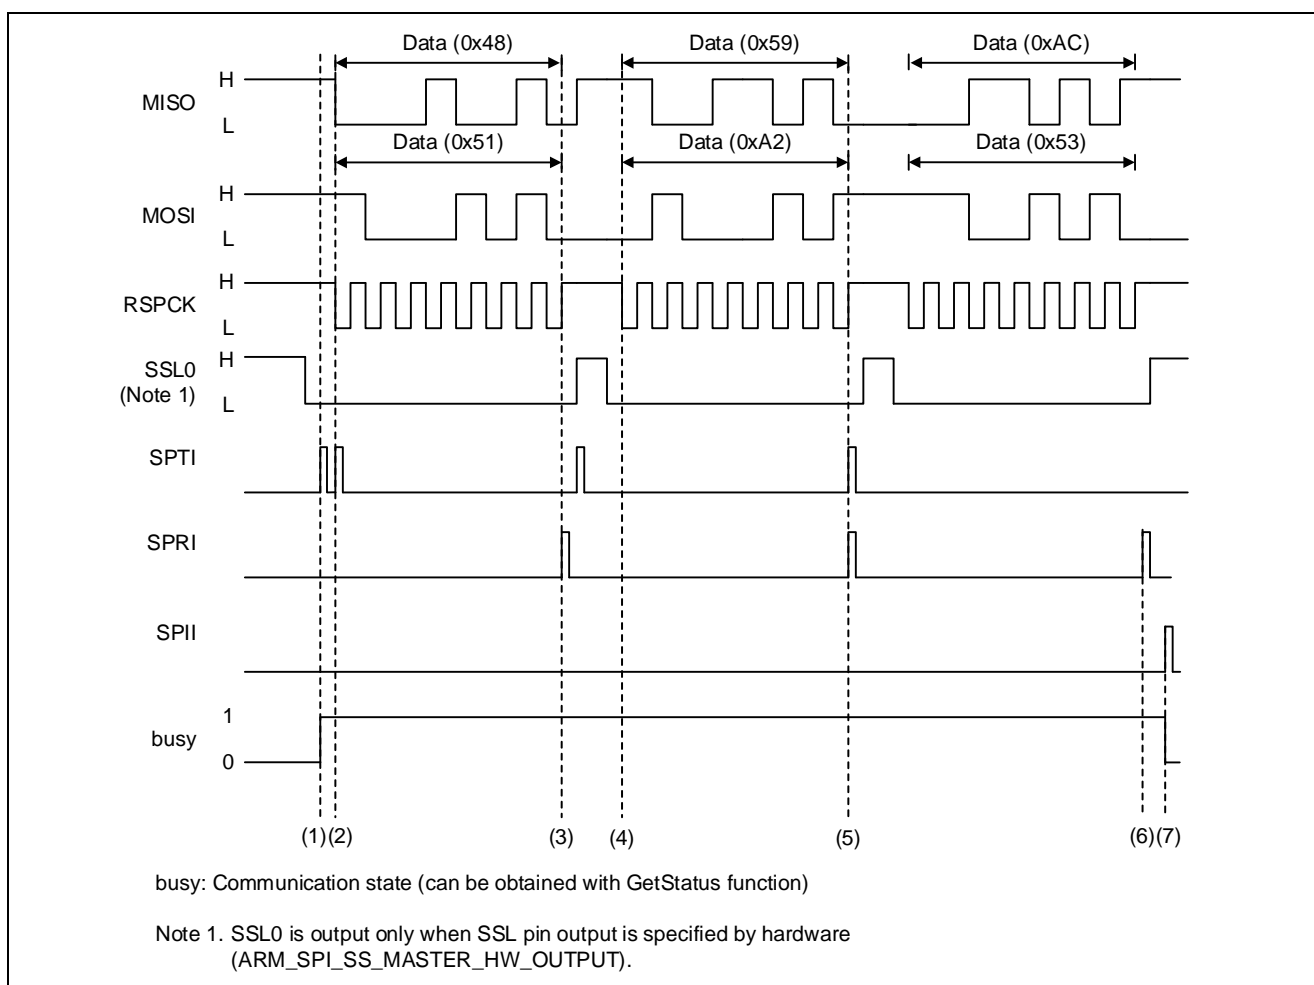 Data (0x48) Data (0x59) Data (0xAC)
H
MISO
L
Data (0x51) Data (0xA2) Data (0x53)
H
MOSI
L
H
RSPCK
L
H
SSL0
(Note 1)
L
SPTI
SPRI
SPII
1
busy
0
(1) (2) (3) (4) (5) (6) (7)
busy: Communication state (can be obtained with GetStatus function)
Note 1. SSL0 is output only when SSL pin output is specified by hardware
(ARM_SPI_SS_MASTER_HW_OUTPUT).